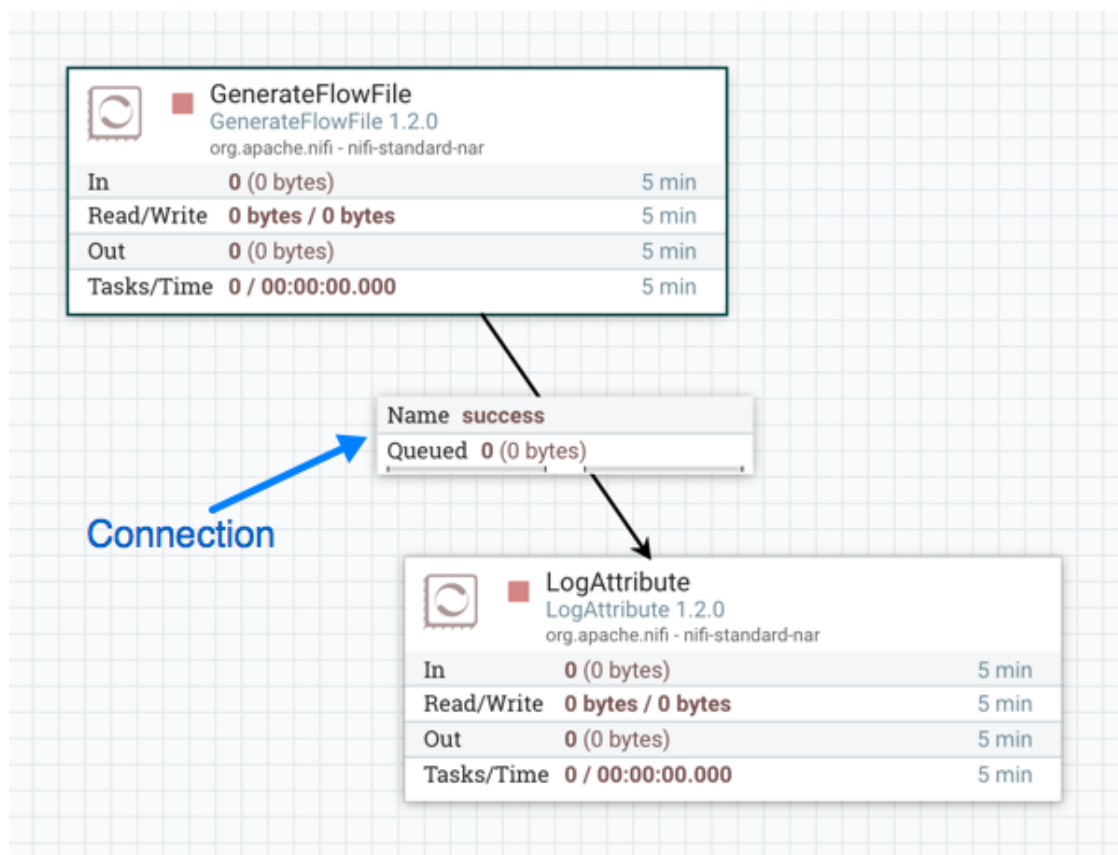 GenerateFlowFile
GenerateFlowFile 1.2.0
org.apache.nifi - nifi-standard-nar
In 0 (0 bytes) 5 min
Read/Write 0 bytes / 0 bytes 5 min
Out 0 (0 bytes) 5 min
Tasks/Time 0 / 00:00:00.000 5 min
Name success
Queued 0 (0 bytes)
Connection
LogAttribute
LogAttribute 1.2.0
org.apache.nifi - nifi-standard-nar
In 0 (0 bytes) 5 min
Read/Write 0 bytes / 0 bytes 5 min
Out 0 (0 bytes) 5 min
Tasks/Time 0 / 00:00:00.000 5 min